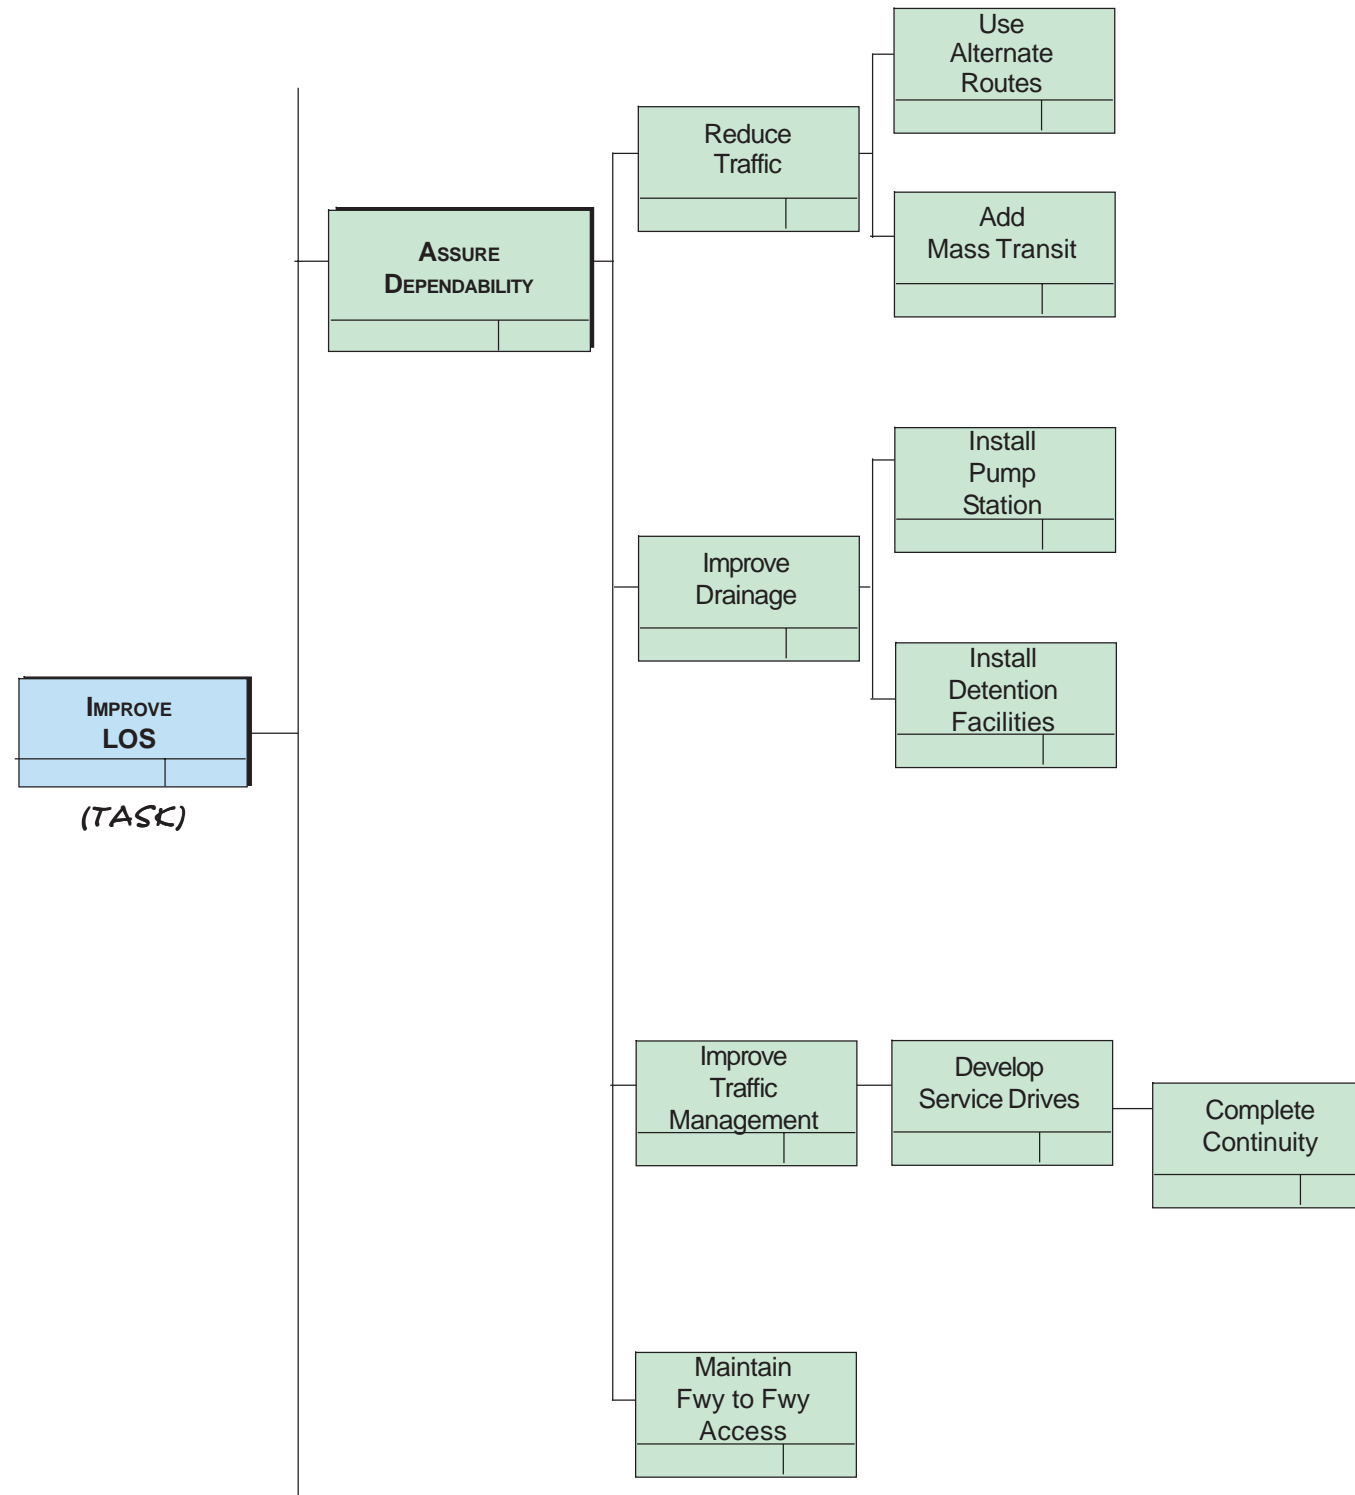 Use
Alternate
Routes
Reduce
Traffic
Add
Mass Transit
ASSURE
DEPENDABILITY
Install
Pump
Station
Improve
Drainage
Install
Detention
Facilities
IMPROVE
LOS
(TASK)
Improve
Traffic
Management
Develop
Service Drives
Complete
Continuity
Maintain
Fwy to Fwy
Access